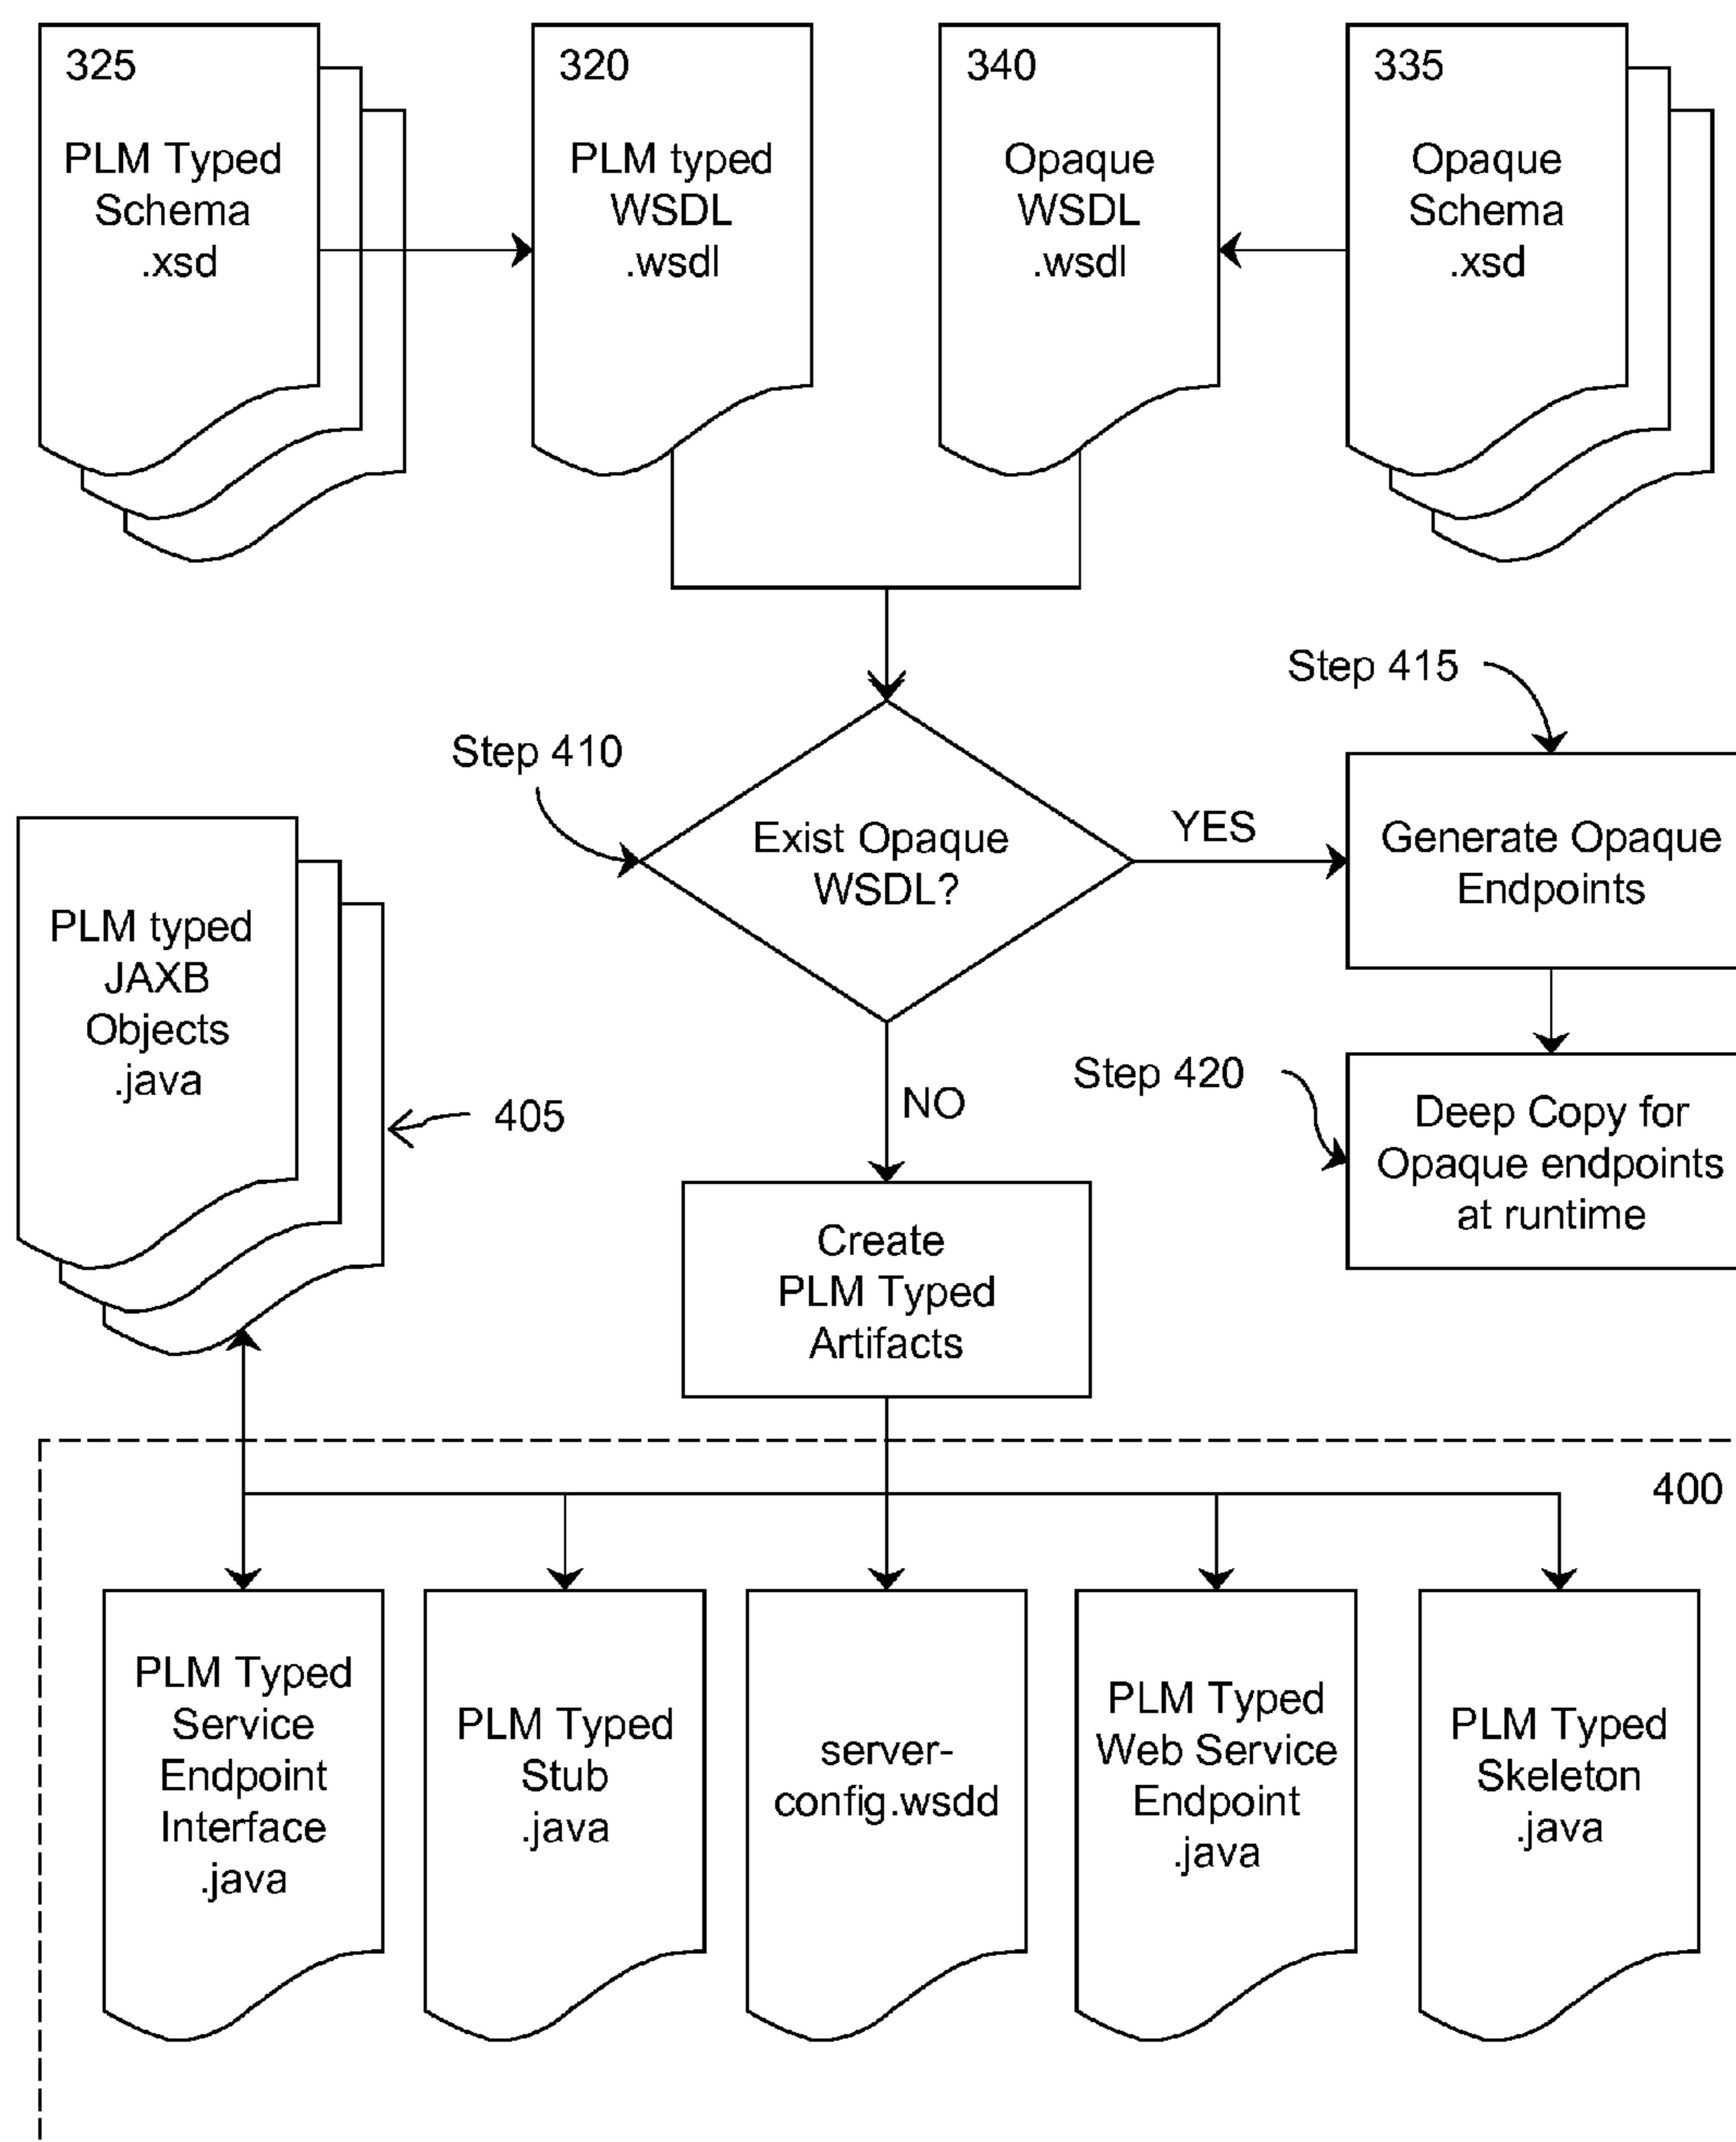 325
PLM Typed
Schema
.xsd
320
PLM typed
WSDL
.wsdl
340
Opaque
WSDL
.wsdl
335
Opaque
Schema
.xsd
Step 415
Step 410
Exist Opaque
WSDL?
YES
Generate Opaque
Endpoints
PLM typed
JAXB
Objects
.java
405
NO
Step 420
Deep Copy for
Opaque endpoints
at runtime
Create
PLM Typed
Artifacts
400
PLM Typed
Service
Endpoint
Interface
.java
PLM Typed
Stub
.java
server-
config.wsdd
PLM Typed
Web Service
Endpoint
.java
PLM Typed
Skeleton
.java